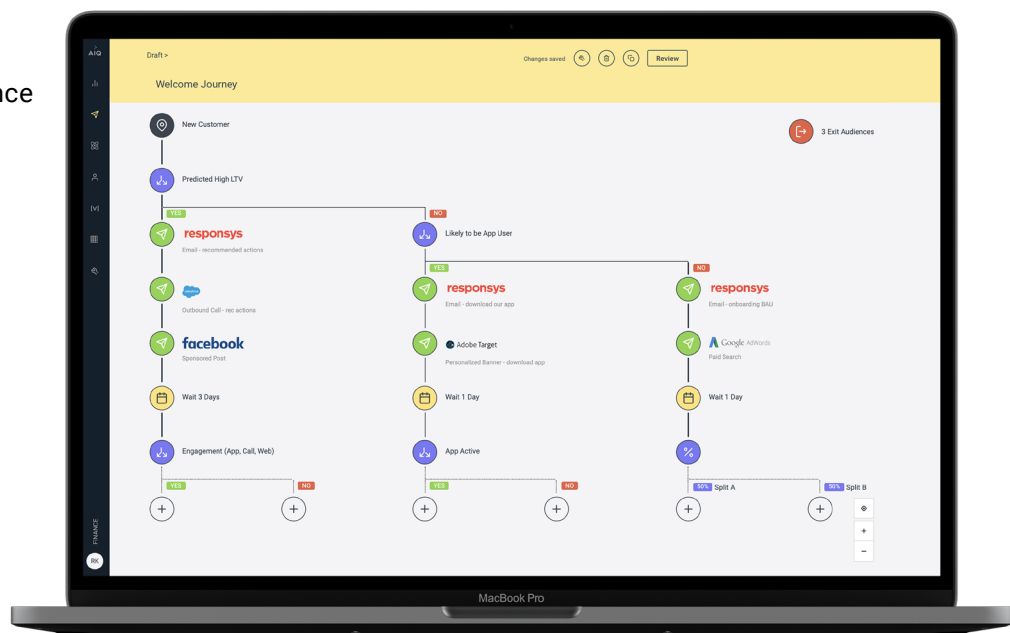 nce
AIQ
Draft >
Changes saved
Review
Welcome Journey
New Customer
3 Exit Audiences
Predicted High LTV
YES
NO
responsys
Email - recommended actions
Likely to be App User
YES
NO
Outbound Call - rec actions
responsys
Email - download our app
responsys
Email - onboarding BAU
facebook
Sponsored Post
Adobe Target
Personalized Banner - download app
Google AdWords
Paid Search
Wait 3 Days
Wait 1 Day
Wait 1 Day
Engagement (App, Call, Web)
App Active
%
YES
NO
YES
NO
50% Split A
50% Split B
FINANCE
RK
MacBook Pro